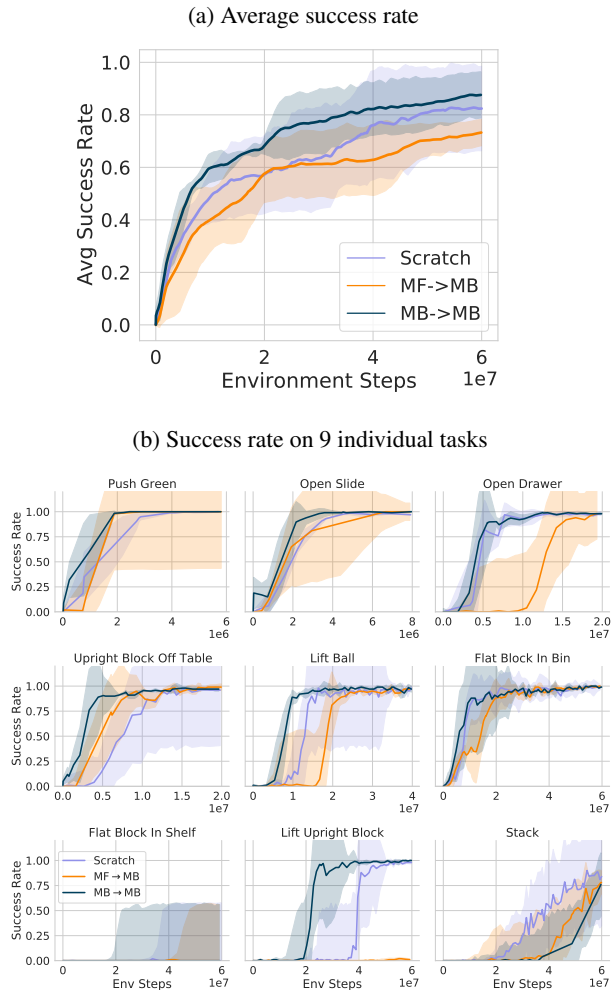 (a) Average success rate
1.0
0.8
0.6
0.4
0.2
0.0
Avg Success Rate
Scratch
MF->MB
MB->MB
0 2 4 6
Environment Steps 1e7
(b) Success rate on 9 individual tasks
Push Green Open Slide Open Drawer
Success Rate
1.00
0.75
0.50
0.25
0.00
0 2 4 6 0 2 4 6 8 0.0 0.5 1.0 1.5 2.0
1e6 1e6 1e7
Upright Block Off Table Lift Ball Flat Block In Bin
Success Rate
1.00
0.75
0.50
0.25
0.00
0.0 0.5 1.0 1.5 2.0 0 1 2 3 4 0 2 4 6
1e7 1e7 1e7
Flat Block In Shelf Lift Upright Block Stack
Success Rate
1.00
0.75
0.50
0.25
0.00
Scratch
MF → MB
MB → MB
0 2 4 6 0 2 4 6 0 2 4 6
Env Steps 1e7 Env Steps 1e7 Env Steps 1e7